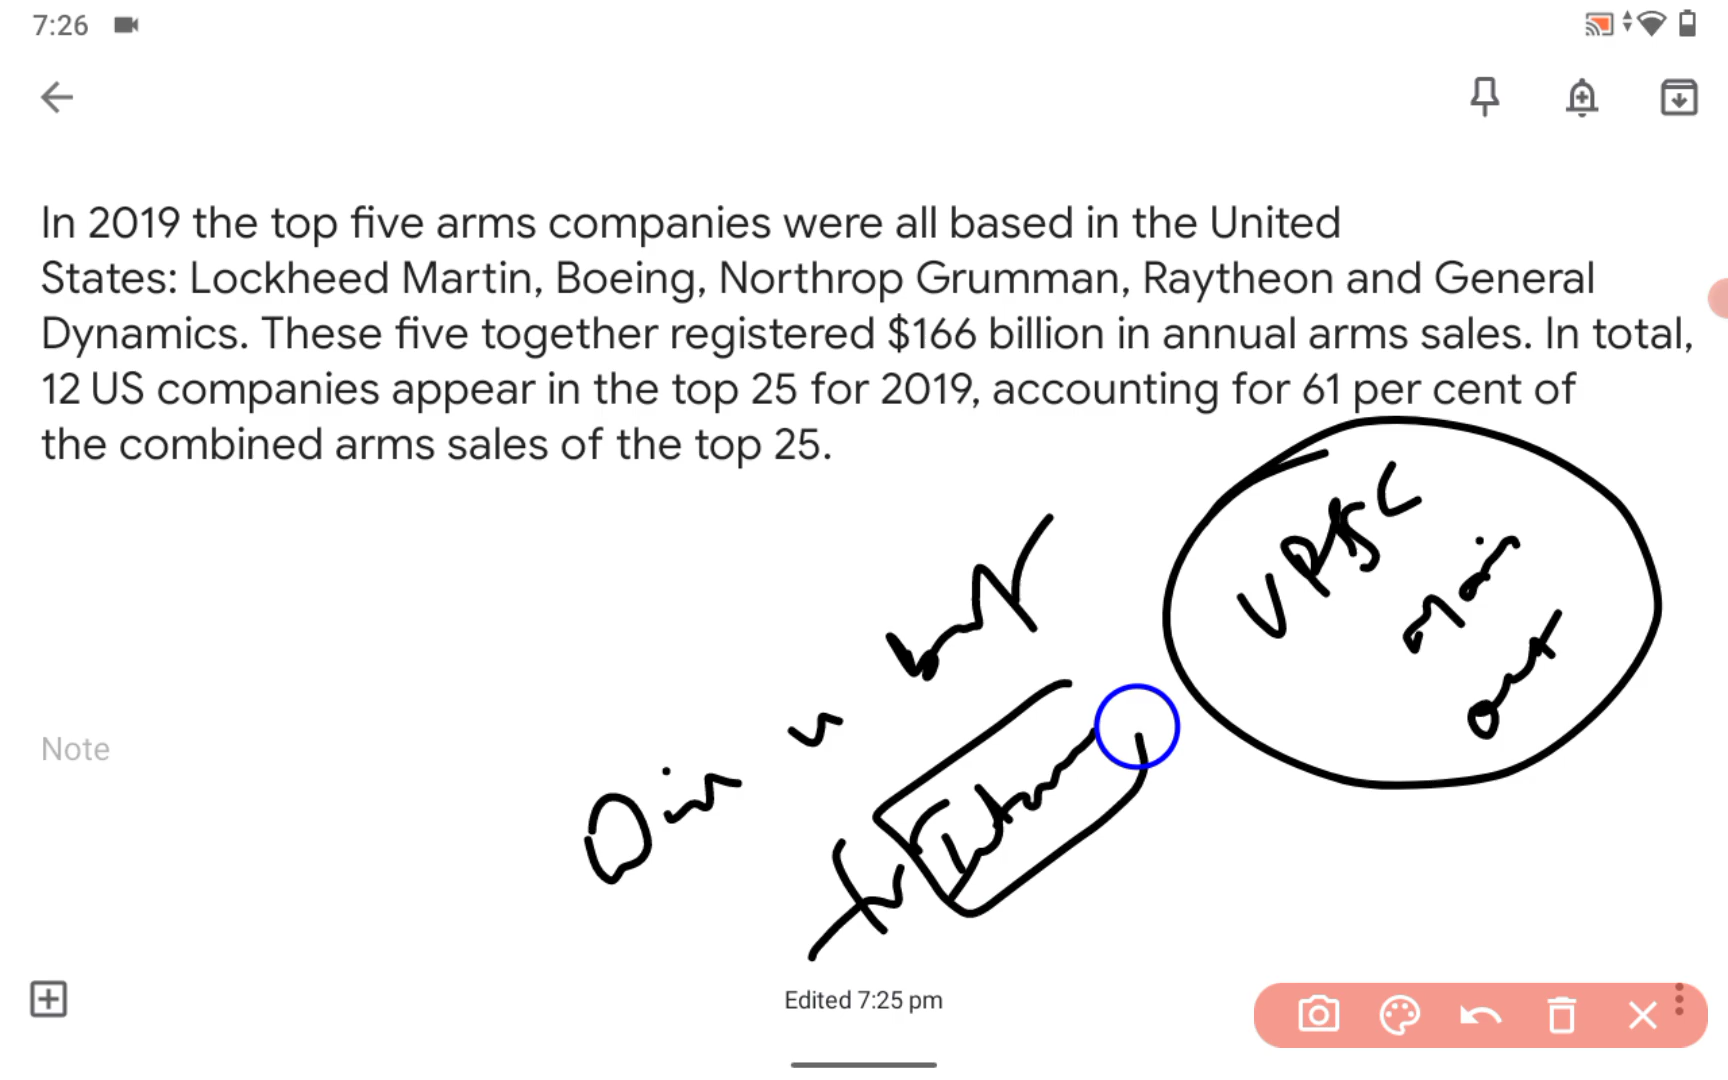 7:26
In 2019 the top five arms companies were all based in the United
States: Lockheed Martin, Boeing, Northrop Grumman, Raytheon and General
Dynamics. These five together registered $166 billion in annual arms sales. In total,
12 US companies appear in the top 25 for 2019, accounting for 61 per cent of
the combined arms sales of the top 25.
UPSC
Note
Edited 7:25 pm